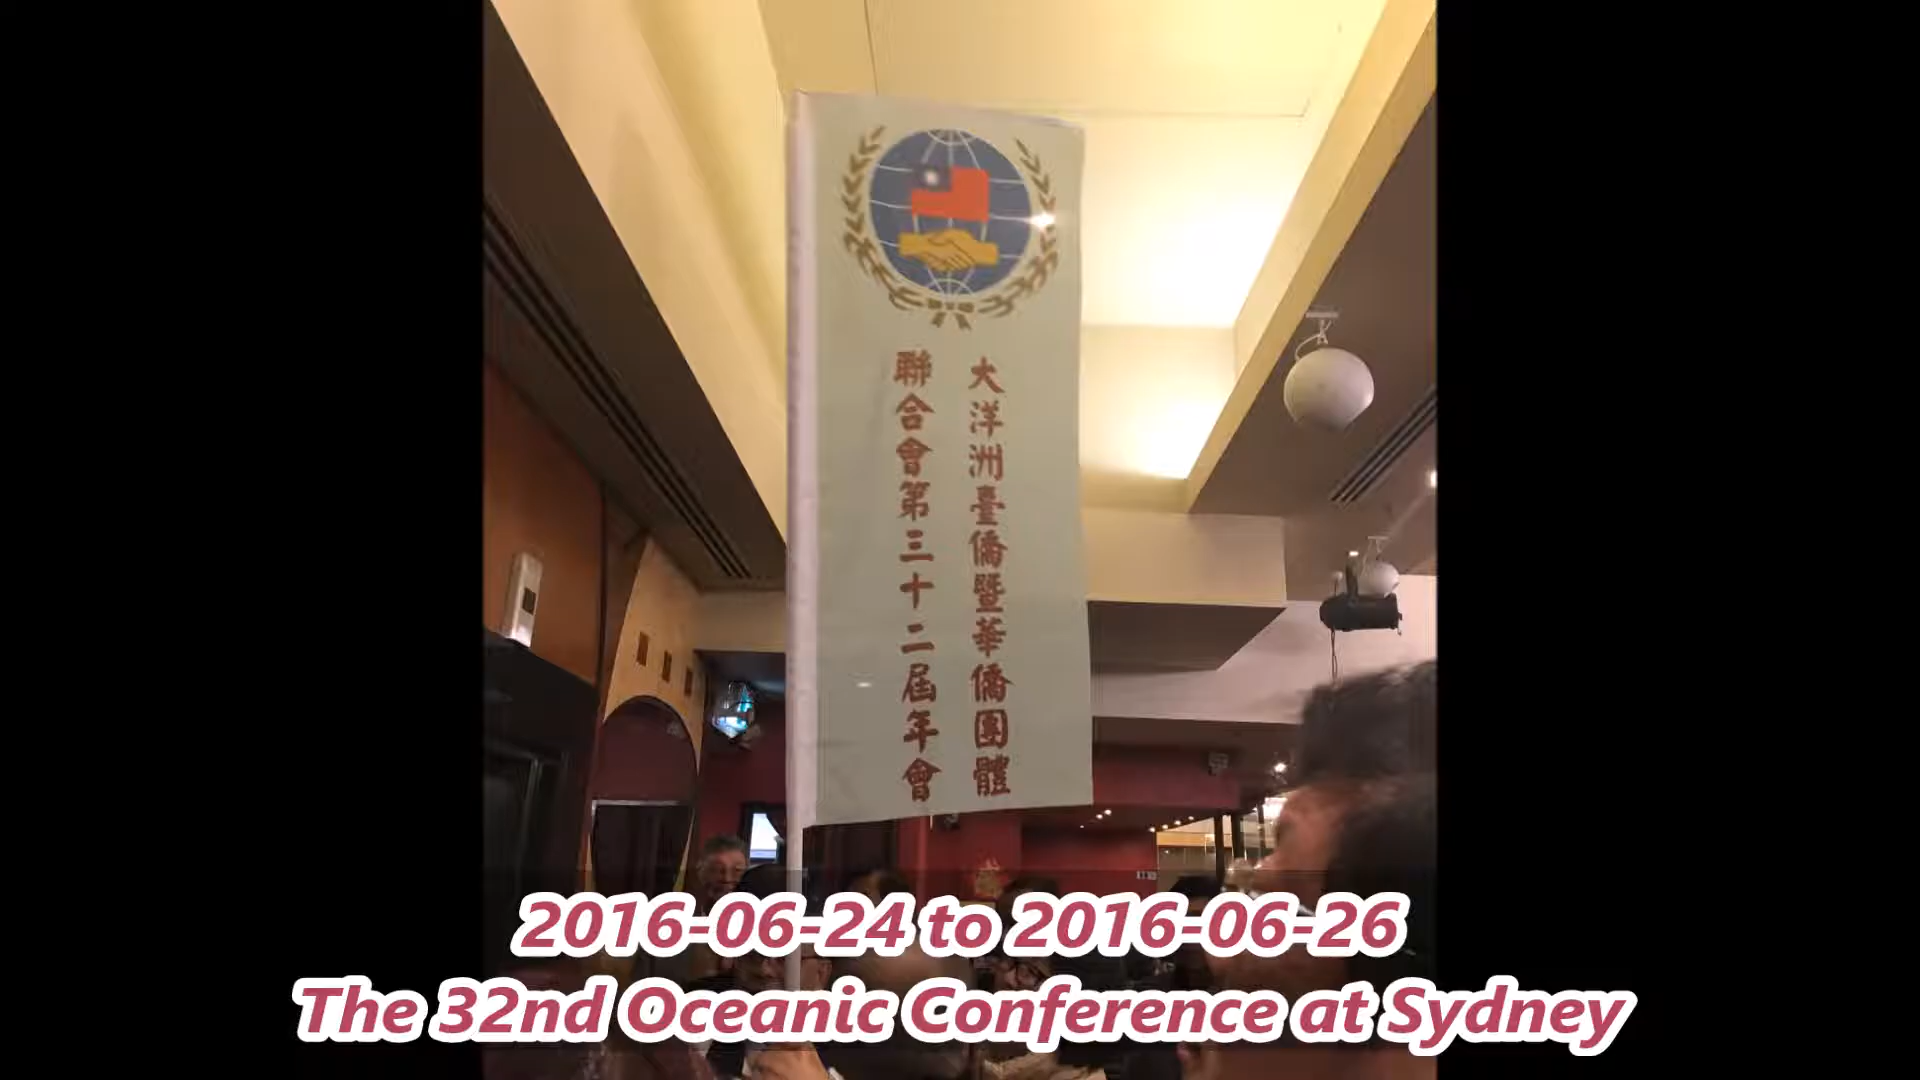 大洋洲臺僑暨華僑團體
聯合會第三十二屆年會
2016-06-24 to 2016-06-26
The 32nd Oceanic Conference at Sydney